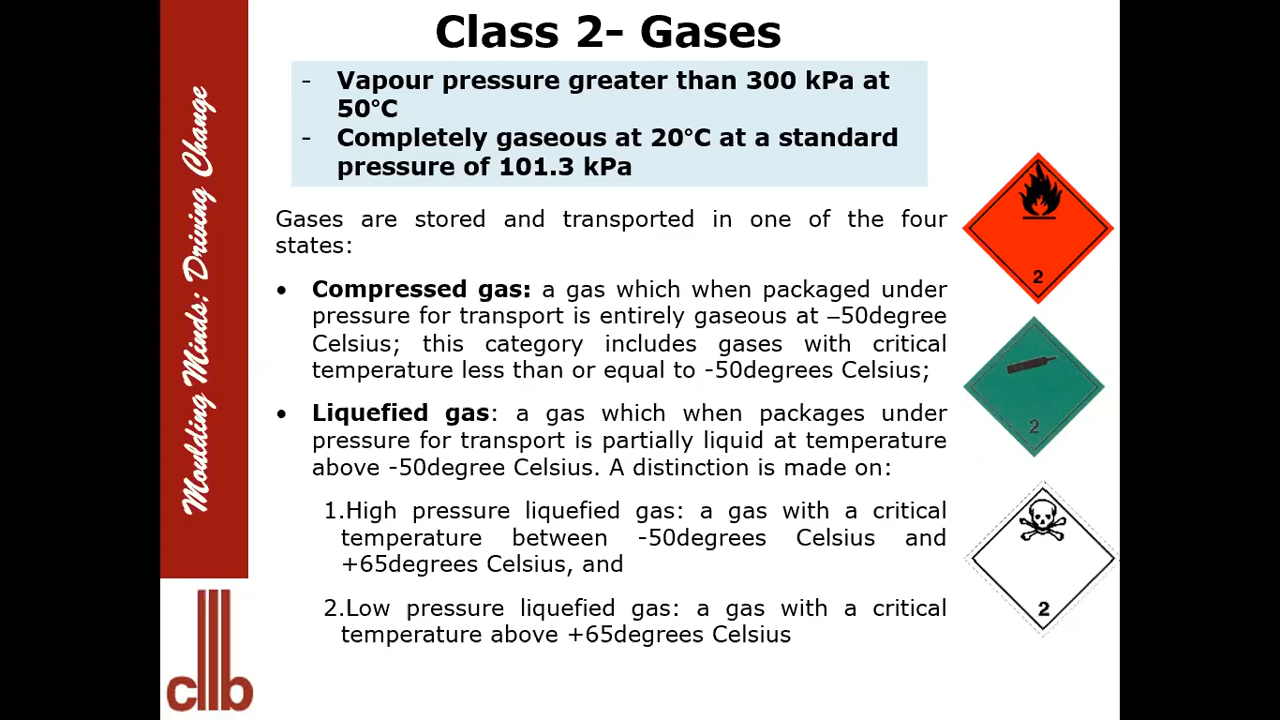 Class 2- Gases
- Vapour pressure greater than 300 kPa at
50°C
- Completely gaseous at 20°C at a standard
pressure of 101.3 kPa
Gases are stored and transported in one of the four
states:
• Compressed gas: a gas which when packaged under
pressure for transport is entirely gaseous at –50degree
Celsius; this category includes gases with critical
temperature less than or equal to -50degrees Celsius;
• Liquefied gas: a gas which when packages under
pressure for transport is partially liquid at temperature
above -50degree Celsius. A distinction is made on:
1.High pressure liquefied gas: a gas with a critical
temperature between -50degrees Celsius and
+65degrees Celsius, and
2.Low pressure liquefied gas: a gas with a critical
temperature above +65degrees Celsius
2
2
2
Moulding Minds; Driving Change
cllb